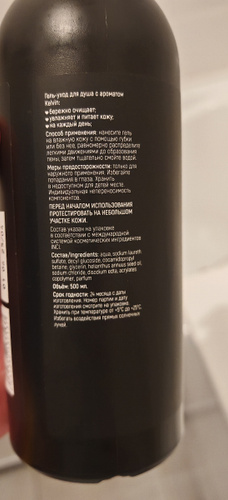 Гель-уход для душа с ароматом
Kelvin:
• бережно очищает;
• увлажняет и питает кожу;
• на каждый день;
Способ применения: нанесите гель
на влажную кожу с помощью губки
или без нее, равномерно распределите
легкими движениями до образования
пены, затем тщательно смойте водой.
Меры предосторожности: только для
наружного применения. Избегайте
попадания в глаза. Хранить
в недоступном для детей месте.
Индивидуальная непереносимость
компонентов.
ПЕРЕД НАЧАЛОМ ИСПОЛЬЗОВАНИЯ
ПРОТЕСТИРОВАТЬ НА НЕБОЛЬШОМ
УЧАСТКЕ КОЖИ.
Состав указан на упаковке
в соответствии с международной
системой косметических ингредиентов
INCI.
Состав/Ingredients: aqua, sodium laureth
sulfate, decyl glucoside, cocamidopropyl
betaine, glycerin, helianthus annuus seed oil,
sodium chloride, disodium edta, acrylates
copolymer, parfum.
Объём: 500 мл.
Срок годности: 24 месяца с даты
изготовления. Номер партии и дату
изготовления смотрите на упаковке.
Хранить при температуре от +5°C до +25°C.
Избегать воздействия прямых солнечных
лучей.